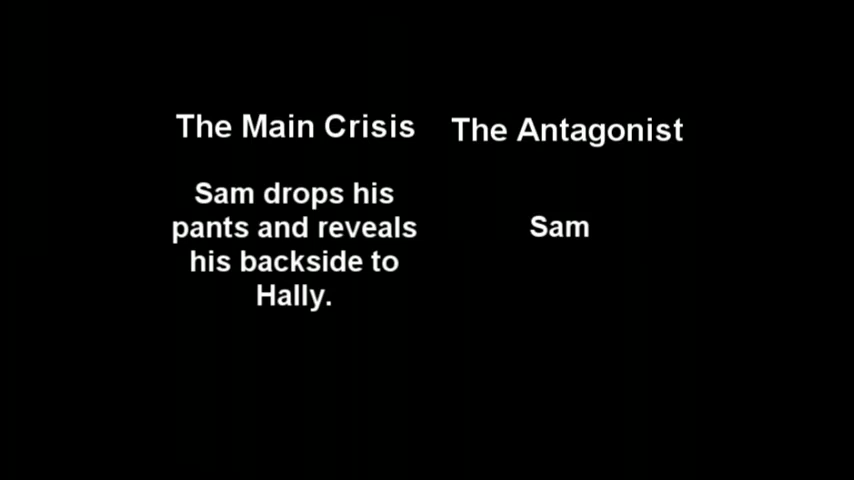 The Main Crisis
Sam drops his
pants and reveals
his backside to
Hally.
The Antagonist
Sam